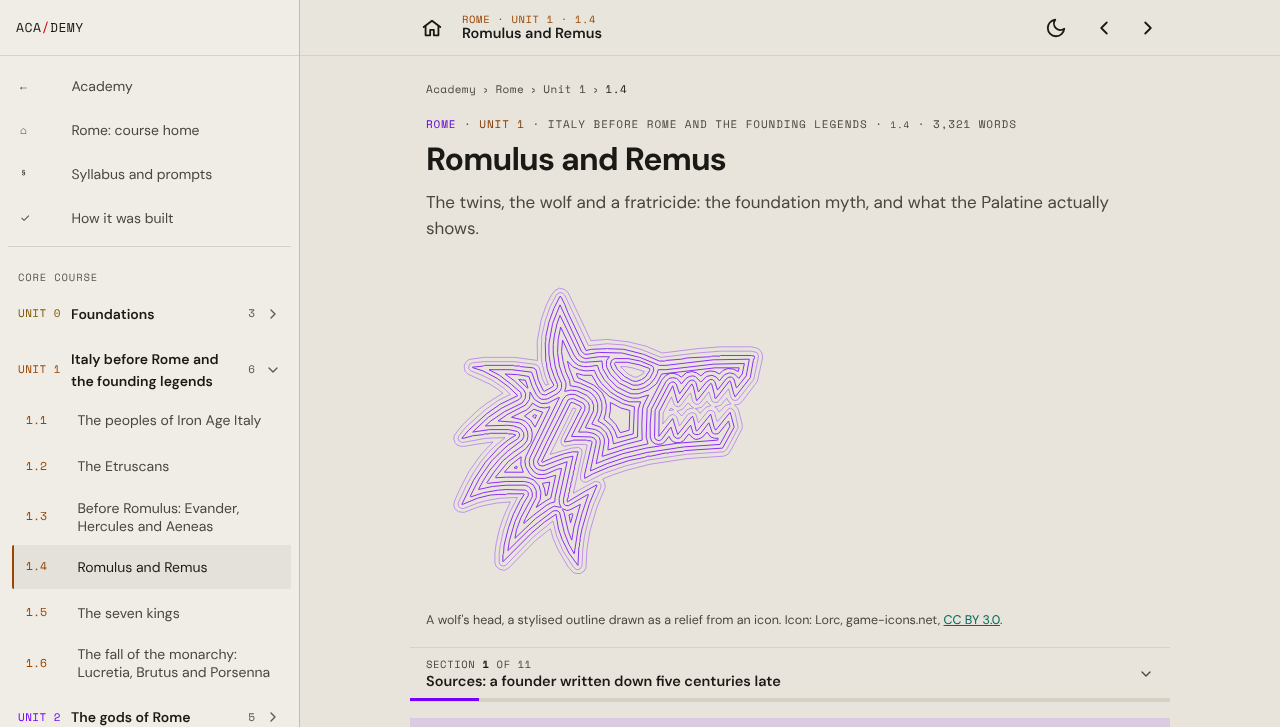 ACA/DEMY
← Academy
⌂ Rome: course home
§ Syllabus and prompts
✓ How it was built
CORE COURSE
UNIT 0 Foundations 3
UNIT 1 Italy before Rome and the founding legends 6
1.1 The peoples of Iron Age Italy
1.2 The Etruscans
1.3 Before Romulus: Evander, Hercules and Aeneas
1.4 Romulus and Remus
1.5 The seven kings
1.6 The fall of the monarchy: Lucretia, Brutus and Porsenna
UNIT 2 The gods of Rome 5
ROME · UNIT 1 · 1.4
Romulus and Remus
Academy › Rome › Unit 1 › 1.4
ROME · UNIT 1 · ITALY BEFORE ROME AND THE FOUNDING LEGENDS · 1.4 · 3,321 WORDS
Romulus and Remus
The twins, the wolf and a fratricide: the foundation myth, and what the Palatine actually
shows.
A wolf's head, a stylised outline drawn as a relief from an icon. Icon: Lorc, game-icons.net, CC BY 3.0.
SECTION 1 OF 11
Sources: a founder written down five centuries late